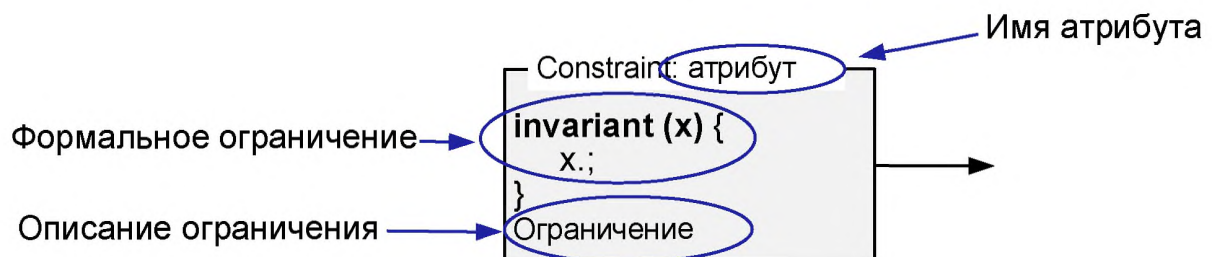 Имя атрибута
Constraint: атрибут
Формальное ограничение
invariant (x) {
x.;
}
Описание ограничения
Ограничение